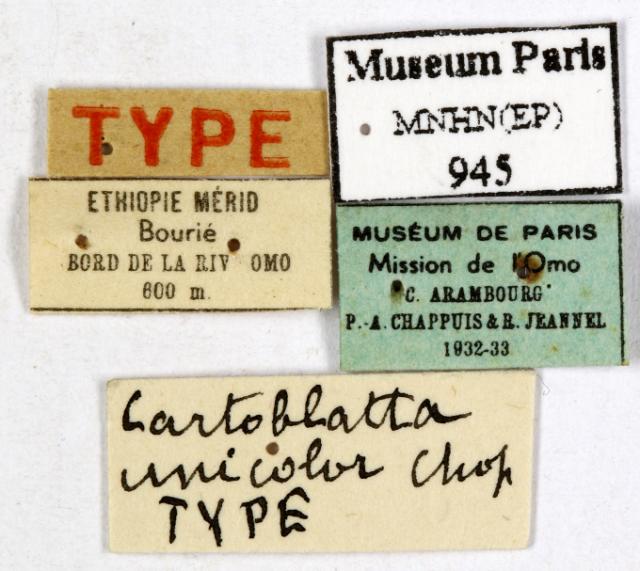 TYPE
ETHIOPIE MÉRID
Bourié
BORD DE LA RIV OMO
600 m.
Museum Paris
MNHN(EP)
945
MUSÉUM DE PARIS
Mission de l'Omo
C. ARAMBOURG
P.-A. CHAPPUIS & R. JEANNEL
1932-33
Cartoblatta
unicolor Chop
TYPE